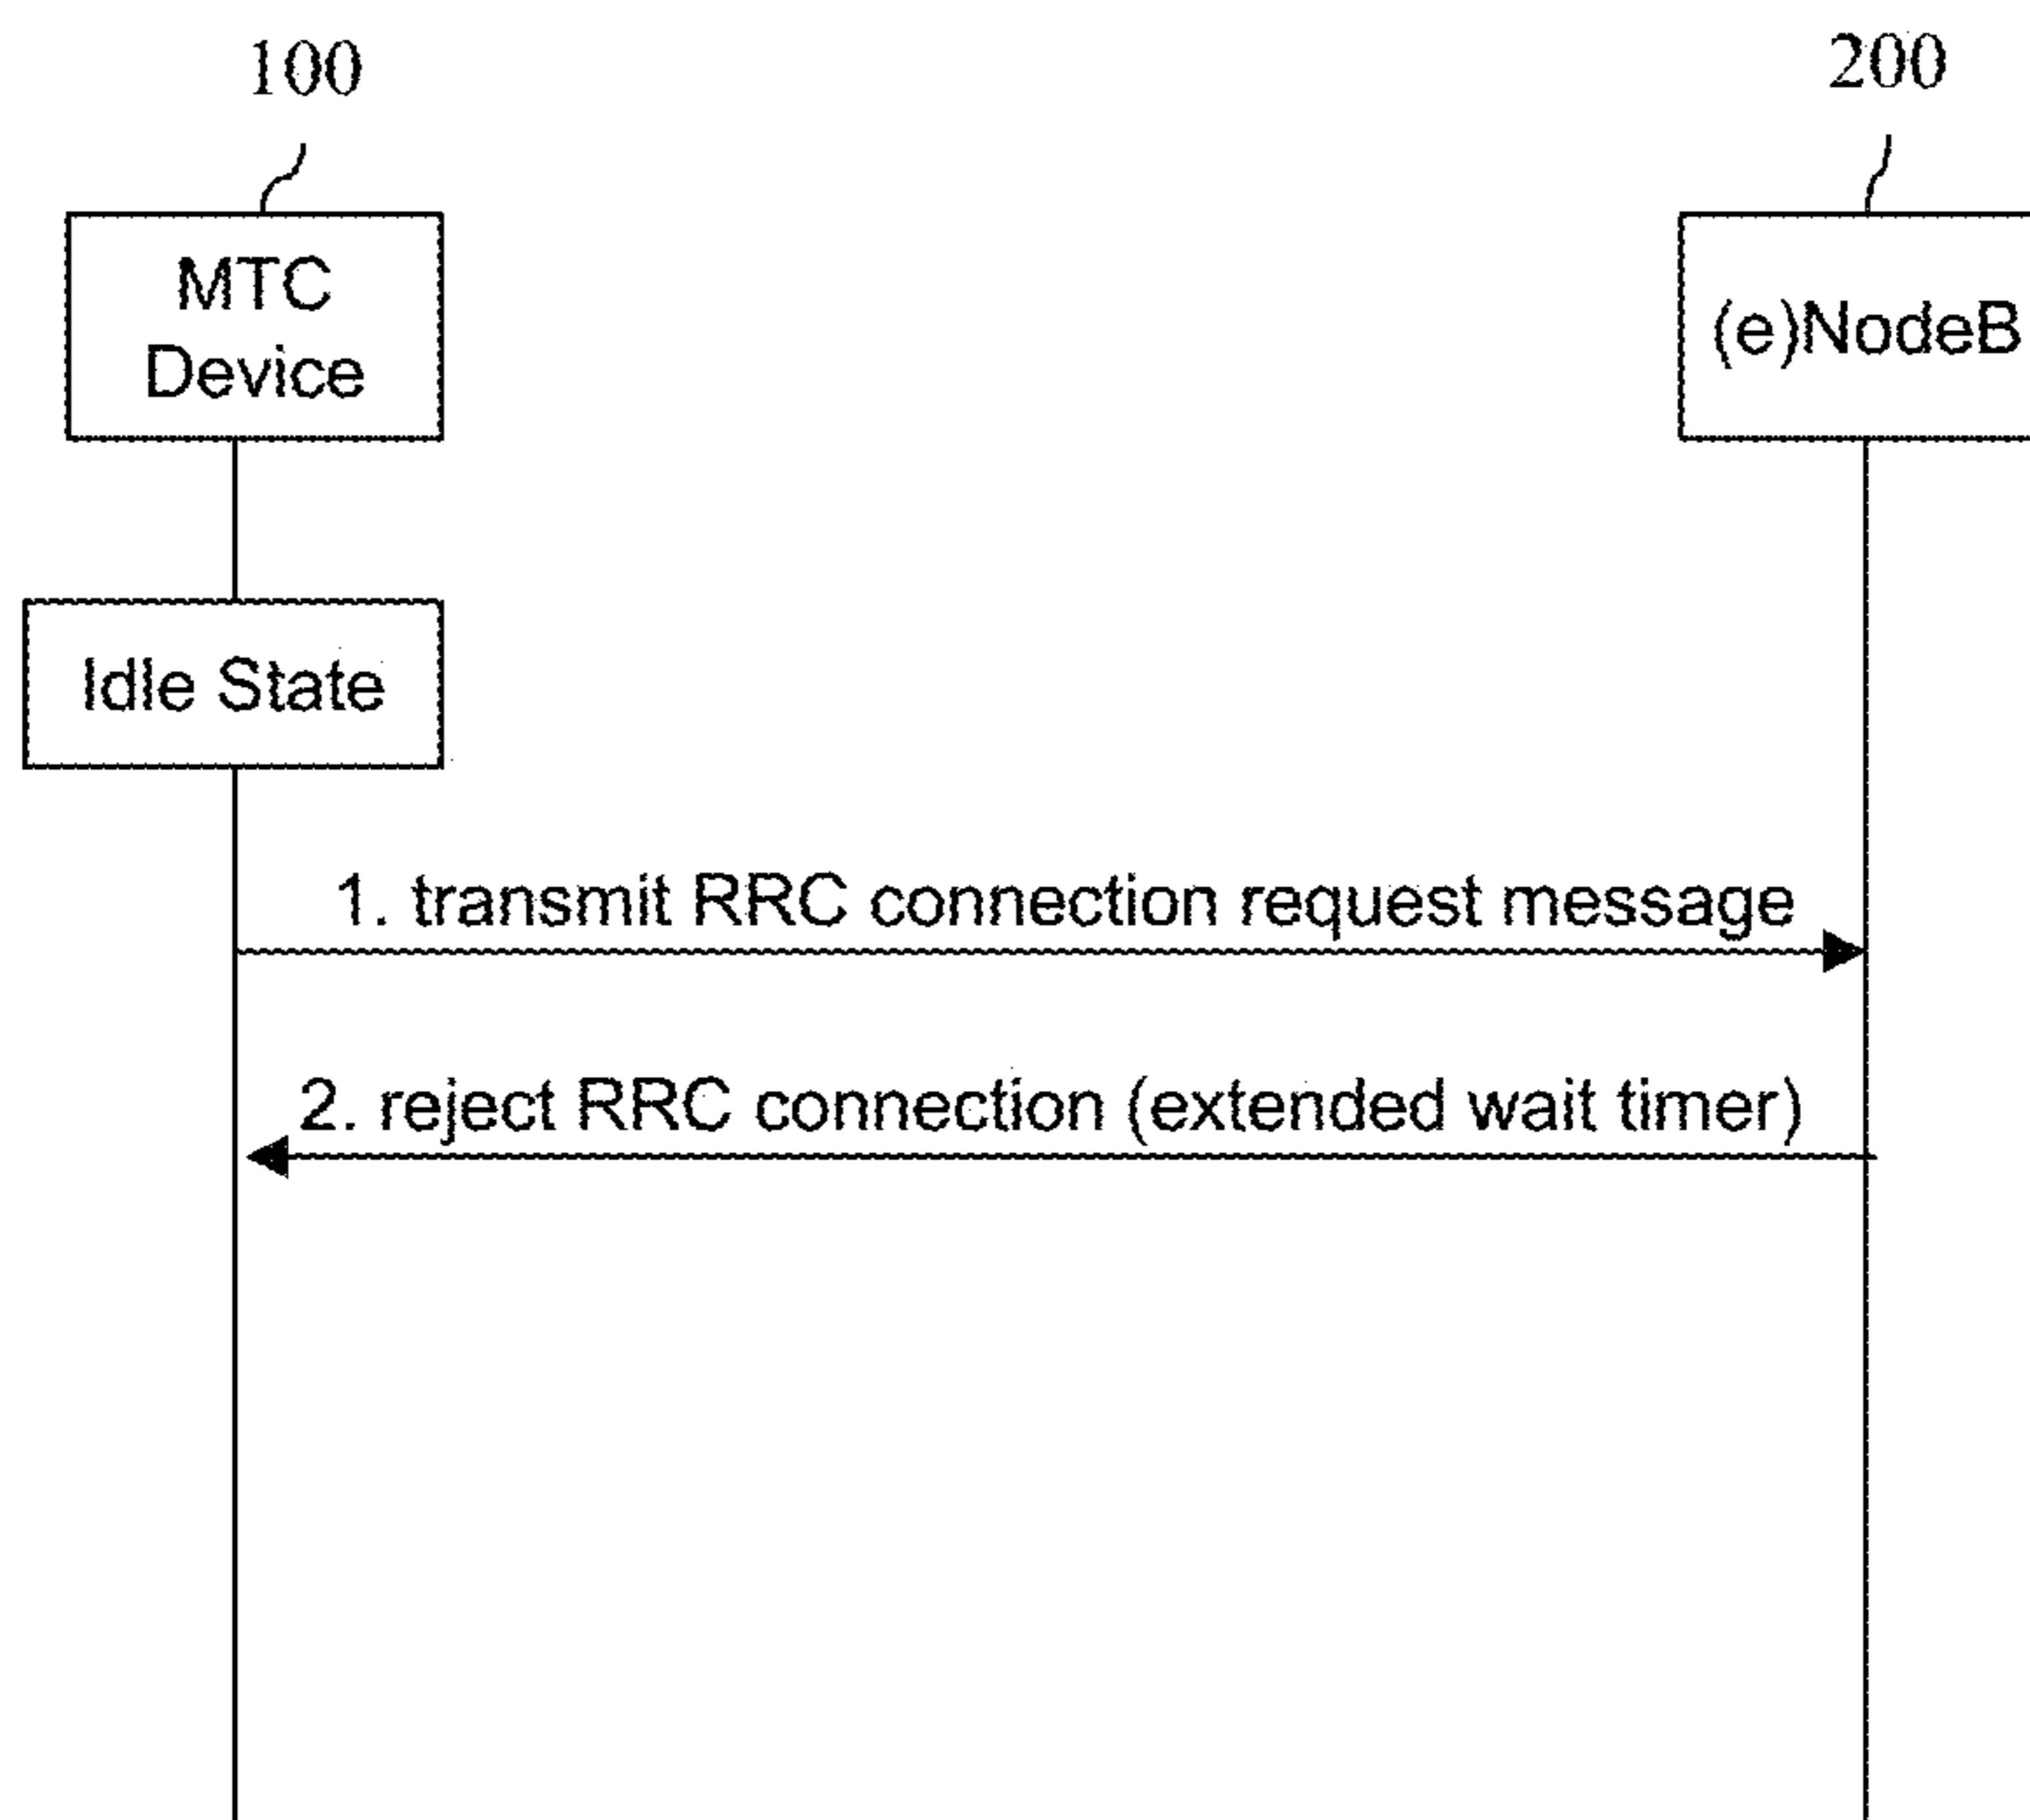 100
200
MTC
Device
(e)NodeB
Idle State
1. transmit RRC connection request message
2. reject RRC connection (extended wait timer)